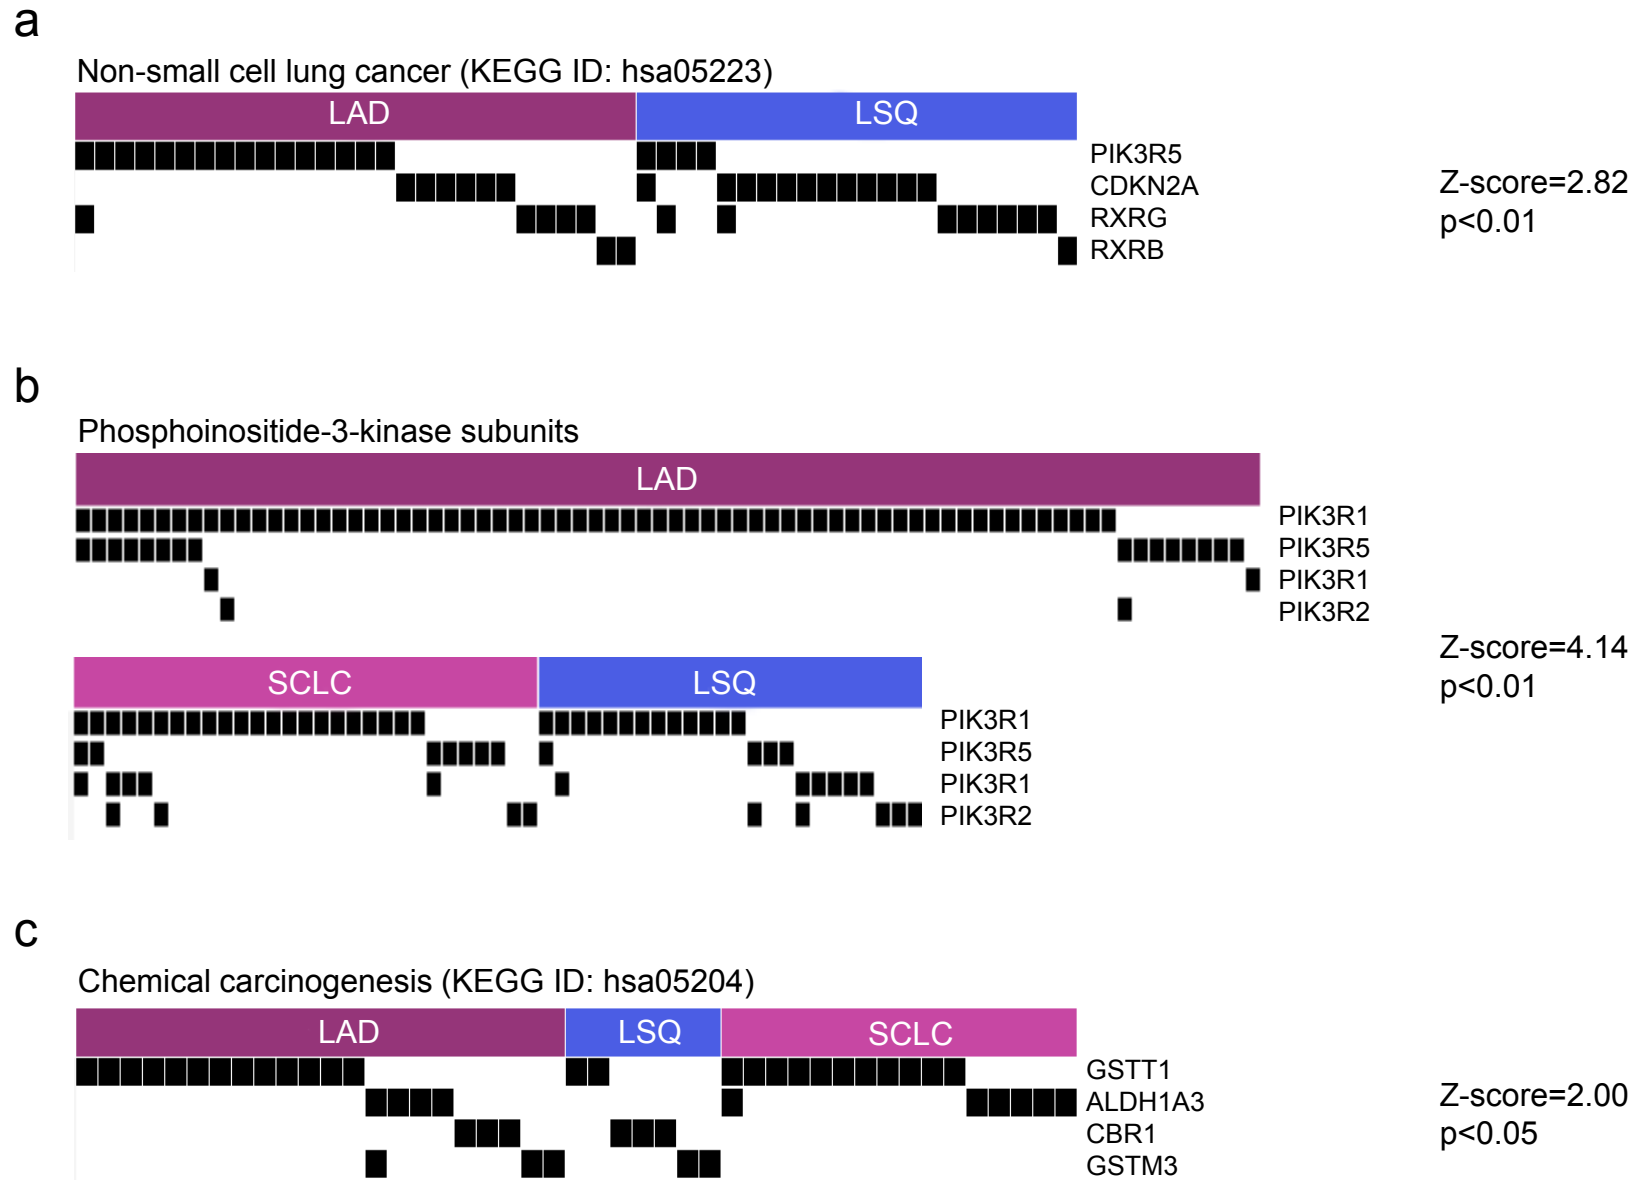 a
Non-small cell lung cancer (KEGG ID: hsa05223)
LAD
LSQ
PIK3R5
CDKN2A
RXRG
RXRB
Z-score=2.82
p<0.01
b
Phosphoinositide-3-kinase subunits
LAD
PIK3R1
PIK3R5
PIK3R1
PIK3R2
SCLC
LSQ
PIK3R1
PIK3R5
PIK3R1
PIK3R2
Z-score=4.14
p<0.01
c
Chemical carcinogenesis (KEGG ID: hsa05204)
LAD
LSQ
SCLC
GSTT1
ALDH1A3
CBR1
GSTM3
Z-score=2.00
p<0.05